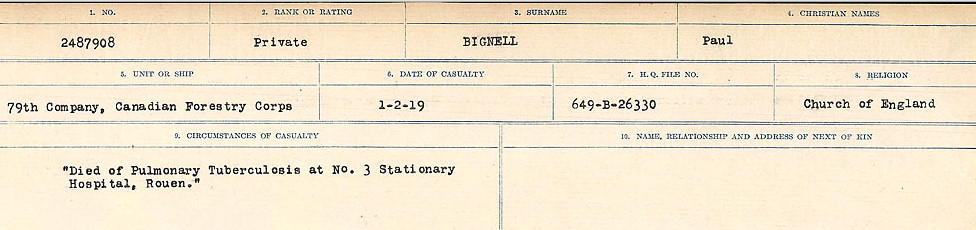 1. NO. 2. RANK OR RATING 3. SURNAME 4. CHRISTIAN NAMES
2487908 Private BIGNELL Paul
5. UNIT OR SHIP 6. DATE OF CASUALTY 7. H. Q. FILE NO. 8. RELIGION
79th Company, Canadian Forestry Corps 1-2-19 649-B-26330 Church of England
9. CIRCUMSTANCES OF CASUALTY 10. NAME, RELATIONSHIP AND ADDRESS OF NEXT OF KIN
"Died of Pulmonary Tuberculosis at No. 3 Stationary
Hospital, Rouen."